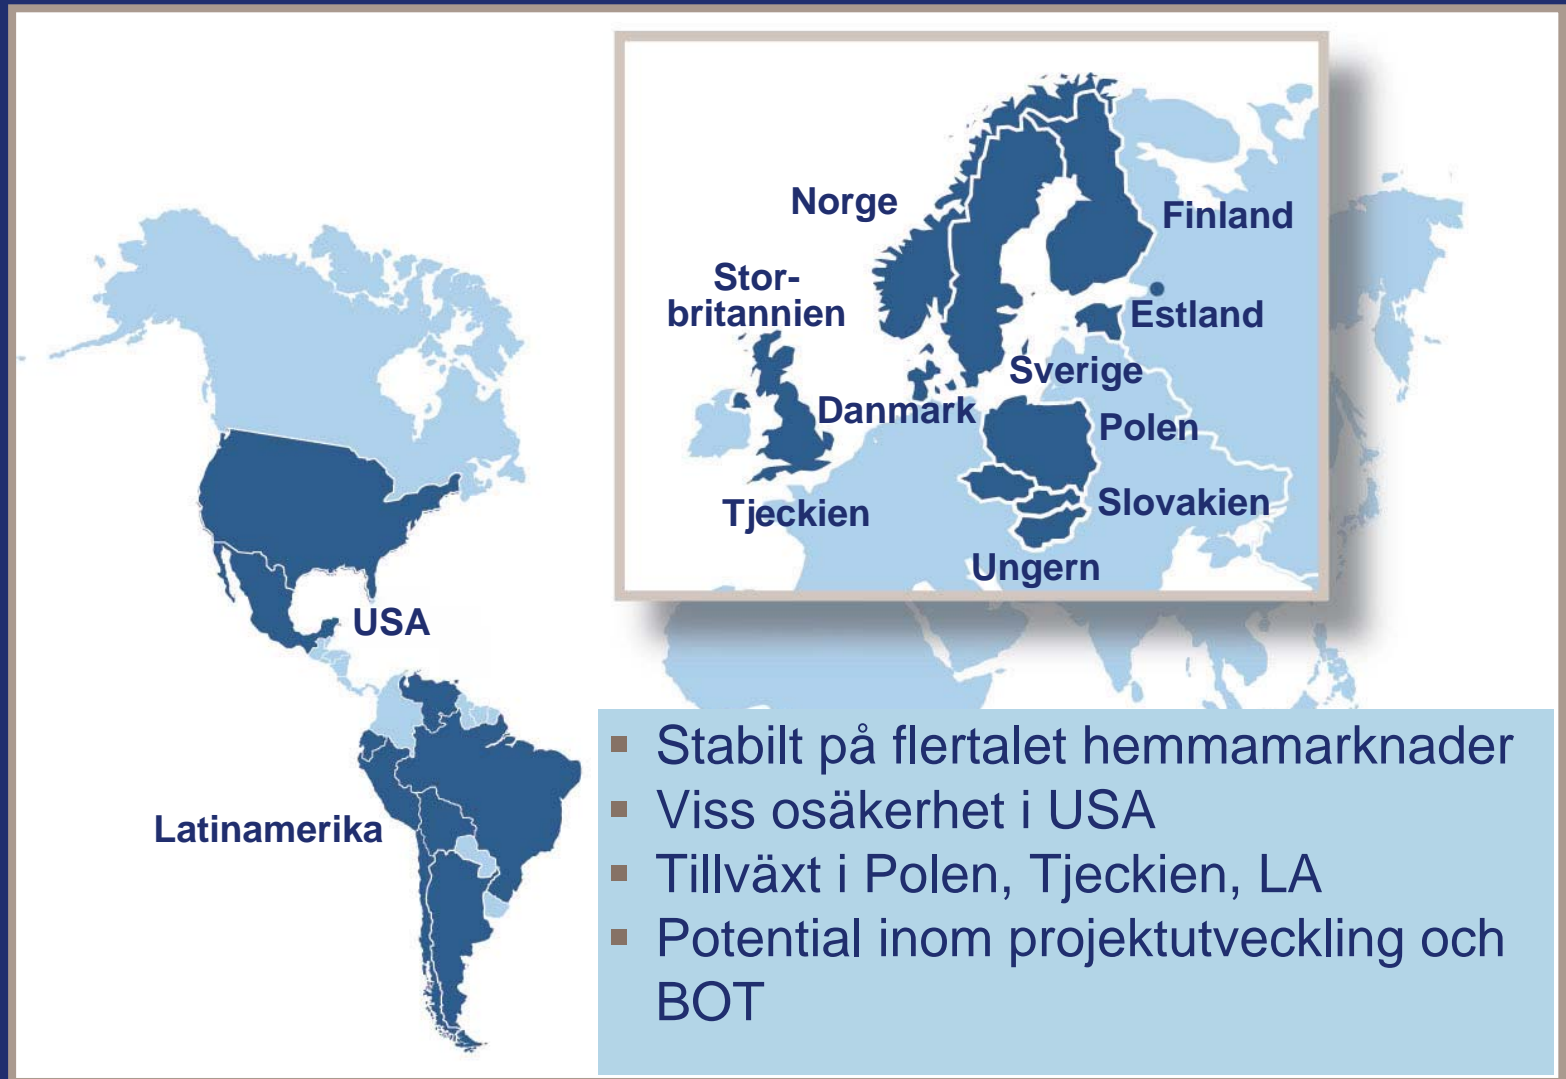 Norge
Finland
Stor-
britannien
Estland
Sverige
Danmark
Polen
Tjeckien
Slovakien
Ungern
USA
Latinamerika
▪ Stabilt på flertalet hemmamarknader
▪ Viss osäkerhet i USA
▪ Tillväxt i Polen, Tjeckien, LA
▪ Potential inom projektutveckling och
BOT